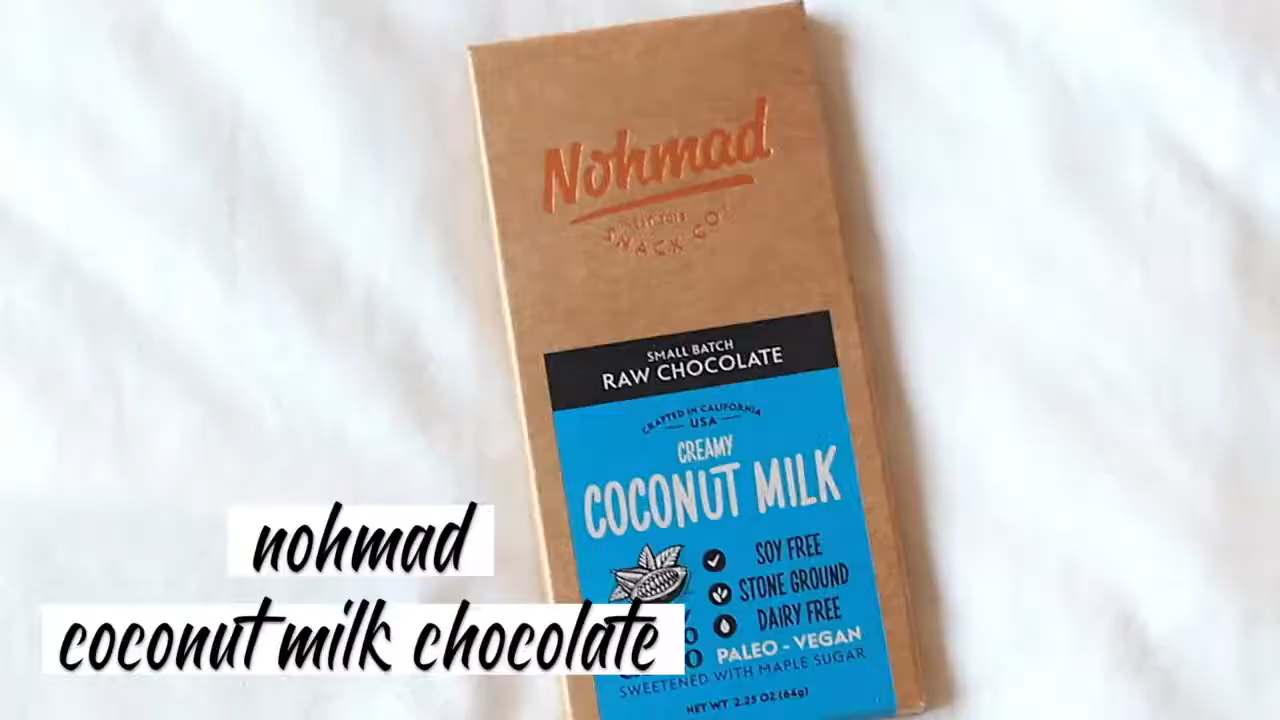 Nohmad
SNACK CO
SMALL BATCH
RAW CHOCOLATE
CRAFTED IN CALIFORNIA
USA
CREAMY
COCONUT MILK
SOY FREE
STONE GROUND
DAIRY FREE
PALEO - VEGAN
SWEETENED WITH MAPLE SUGAR
NET WT 2.25 OZ (64g)
nohmad
coconut milk chocolate